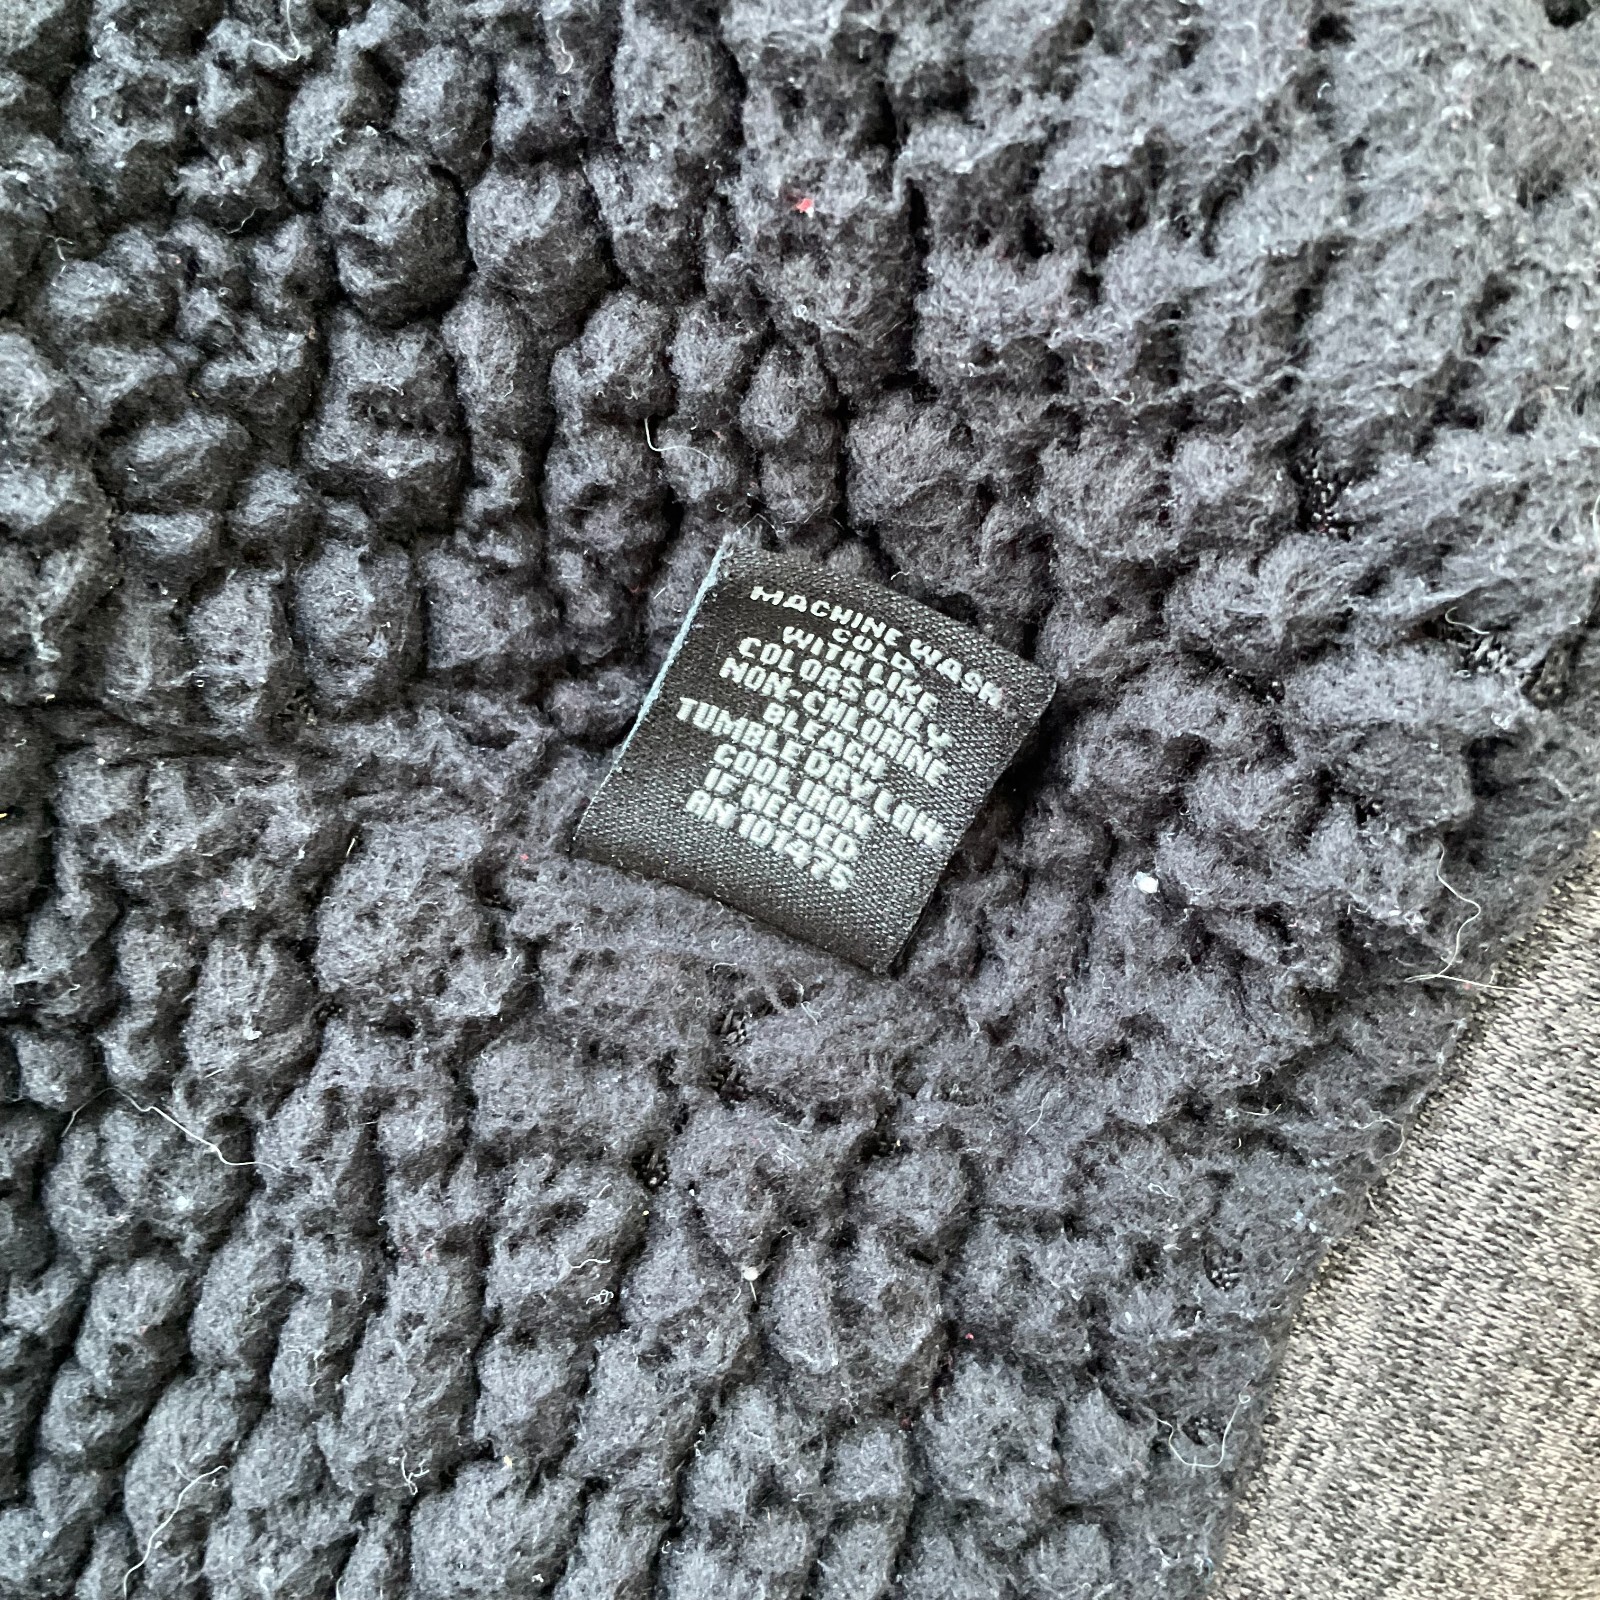 MACHINE WASH
COLD
WITH LIKE
COLORS ONLY
NON-CHLORINE
BLEACH
TUMBLE DRY LOW
COOL IRON
IF NEEDED
RN 101475